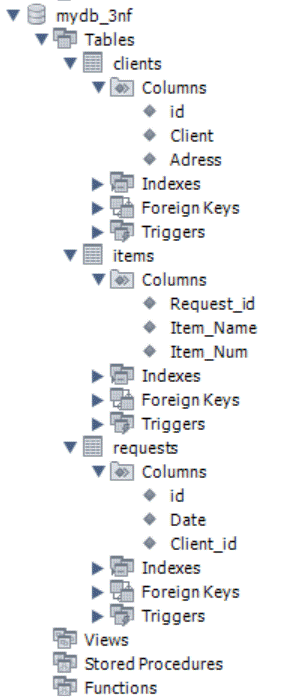 mydb_3nf
Tables
clients
Columns
id
Client
Adress
Indexes
Foreign Keys
Triggers
items
Columns
Request_id
Item_Name
Item_Num
Indexes
Foreign Keys
Triggers
requests
Columns
id
Date
Client_id
Indexes
Foreign Keys
Triggers
Views
Stored Procedures
Functions